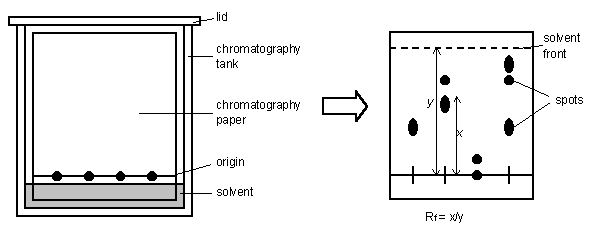 lid
chromatography
tank
chromatography
paper
origin
solvent
solvent
front
y
x
spots
Rf = x/y